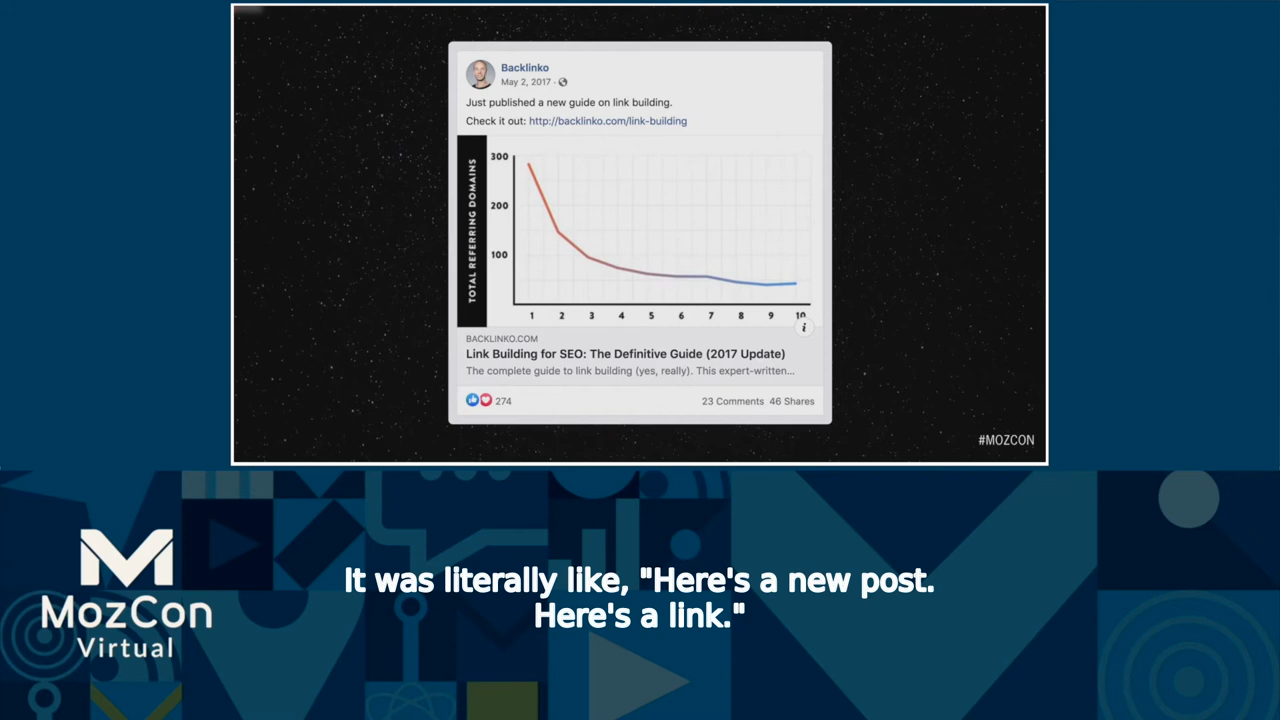 Backlinko
May 2, 2017 ·
Just published a new guide on link building.
Check it out: http://backlinko.com/link-building
TOTAL REFERRING DOMAINS
300
200
100
1 2 3 4 5 6 7 8 9 10
i
BACKLINKO.COM
Link Building for SEO: The Definitive Guide (2017 Update)
The complete guide to link building (yes, really). This expert-written...
274
23 Comments 46 Shares
#MOZCON
MozCon
Virtual
It was literally like, "Here's a new post.
Here's a link."